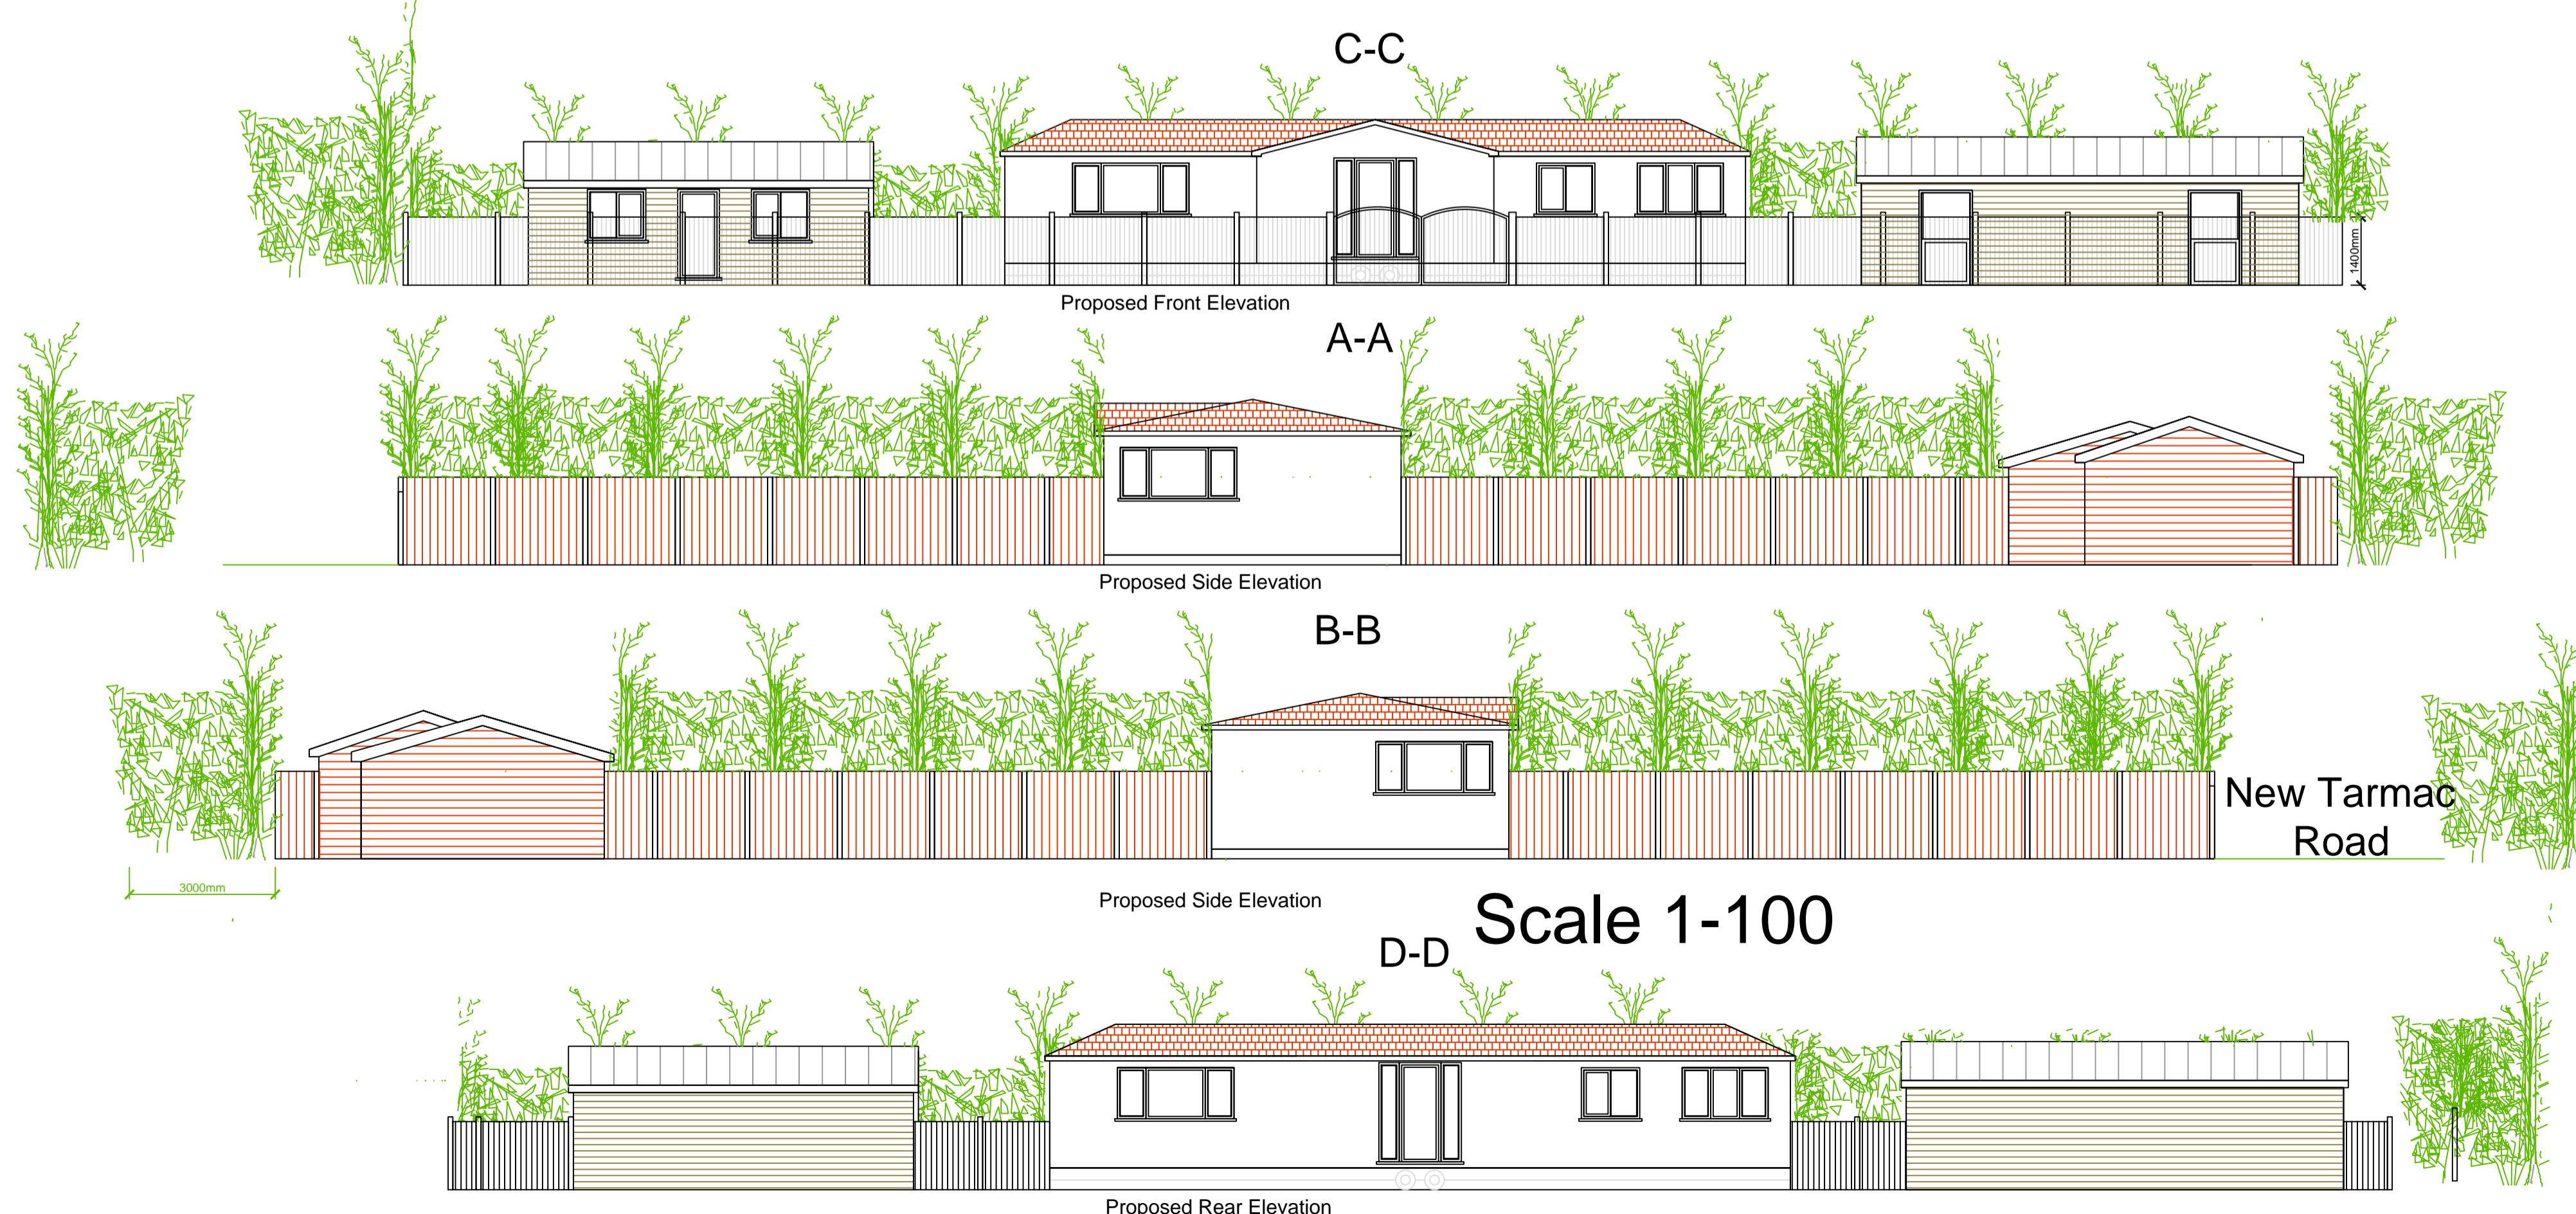 C-C
1400mm
Proposed Front Elevation
A-A
Proposed Side Elevation
B-B
New Tarmac
Road
3000mm
Proposed Side Elevation
Scale 1-100
D-D
Proposed Rear Elevation